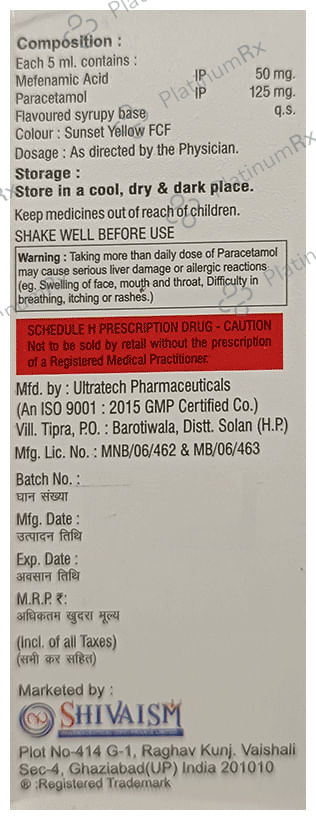 Composition :
Each 5 ml. contains :
Mefenamic Acid IP 50 mg.
Paracetamol IP 125 mg.
Flavoured syrupy base q.s.
Colour : Sunset Yellow FCF
Dosage : As directed by the Physician.
Storage :
Store in a cool, dry & dark place.
Keep medicines out of reach of children.
SHAKE WELL BEFORE USE
Warning : Taking more than daily dose of Paracetamol
may cause serious liver damage or allergic reactions
(eg. Swelling of face, mouth and throat, Difficulty in
breathing, itching or rashes.)
SCHEDULE H PRESCRIPTION DRUG - CAUTION
Not to be sold by retail without the prescription
of a Registered Medical Practitioner.
Mfd. by : Ultratech Pharmaceuticals
(An ISO 9001 : 2015 GMP Certified Co.)
Vill. Tipra, P.O. : Barotiwala, Distt. Solan (H.P.)
Mfg. Lic. No. : MNB/06/462 & MB/06/463
Batch No. :
घान संख्या
Mfg. Date :
उत्पादन तिथि
Exp. Date :
अवसान तिथि
M.R.P. ₹:
अधिकतम खुदरा मूल्य
(incl. of all Taxes)
(सभी कर सहित)
Marketed by :
SHIVAISM
Plot No-414 G-1, Raghav Kunj. Vaishali
Sec-4, Ghaziabad(UP) India 201010
® :Registered Trademark
PlatinumRx
PlatinumRx